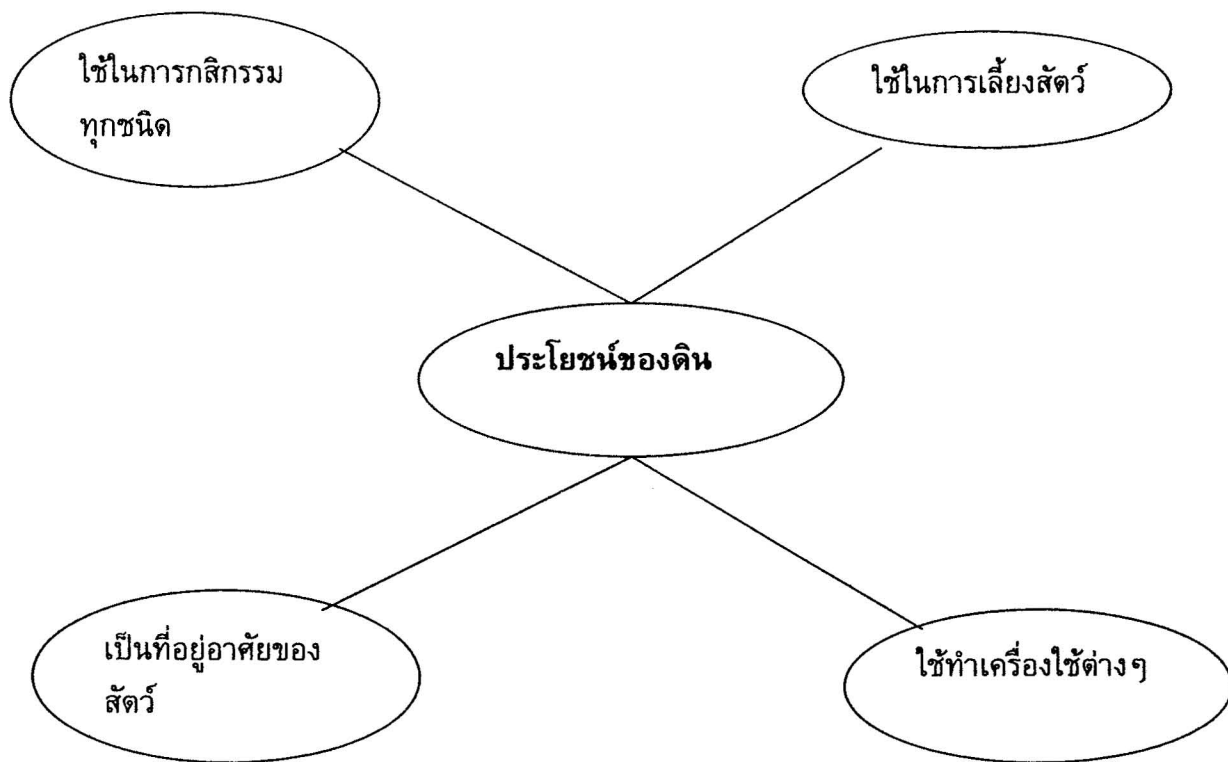 ใช้ในการกสิกรรม
ทุกชนิด
ใช้ในการเลี้ยงสัตว์
ประโยชน์ของดิน
เป็นที่อยู่อาศัยของ
สัตว์
ใช้ทำเครื่องใช้ต่างๆ